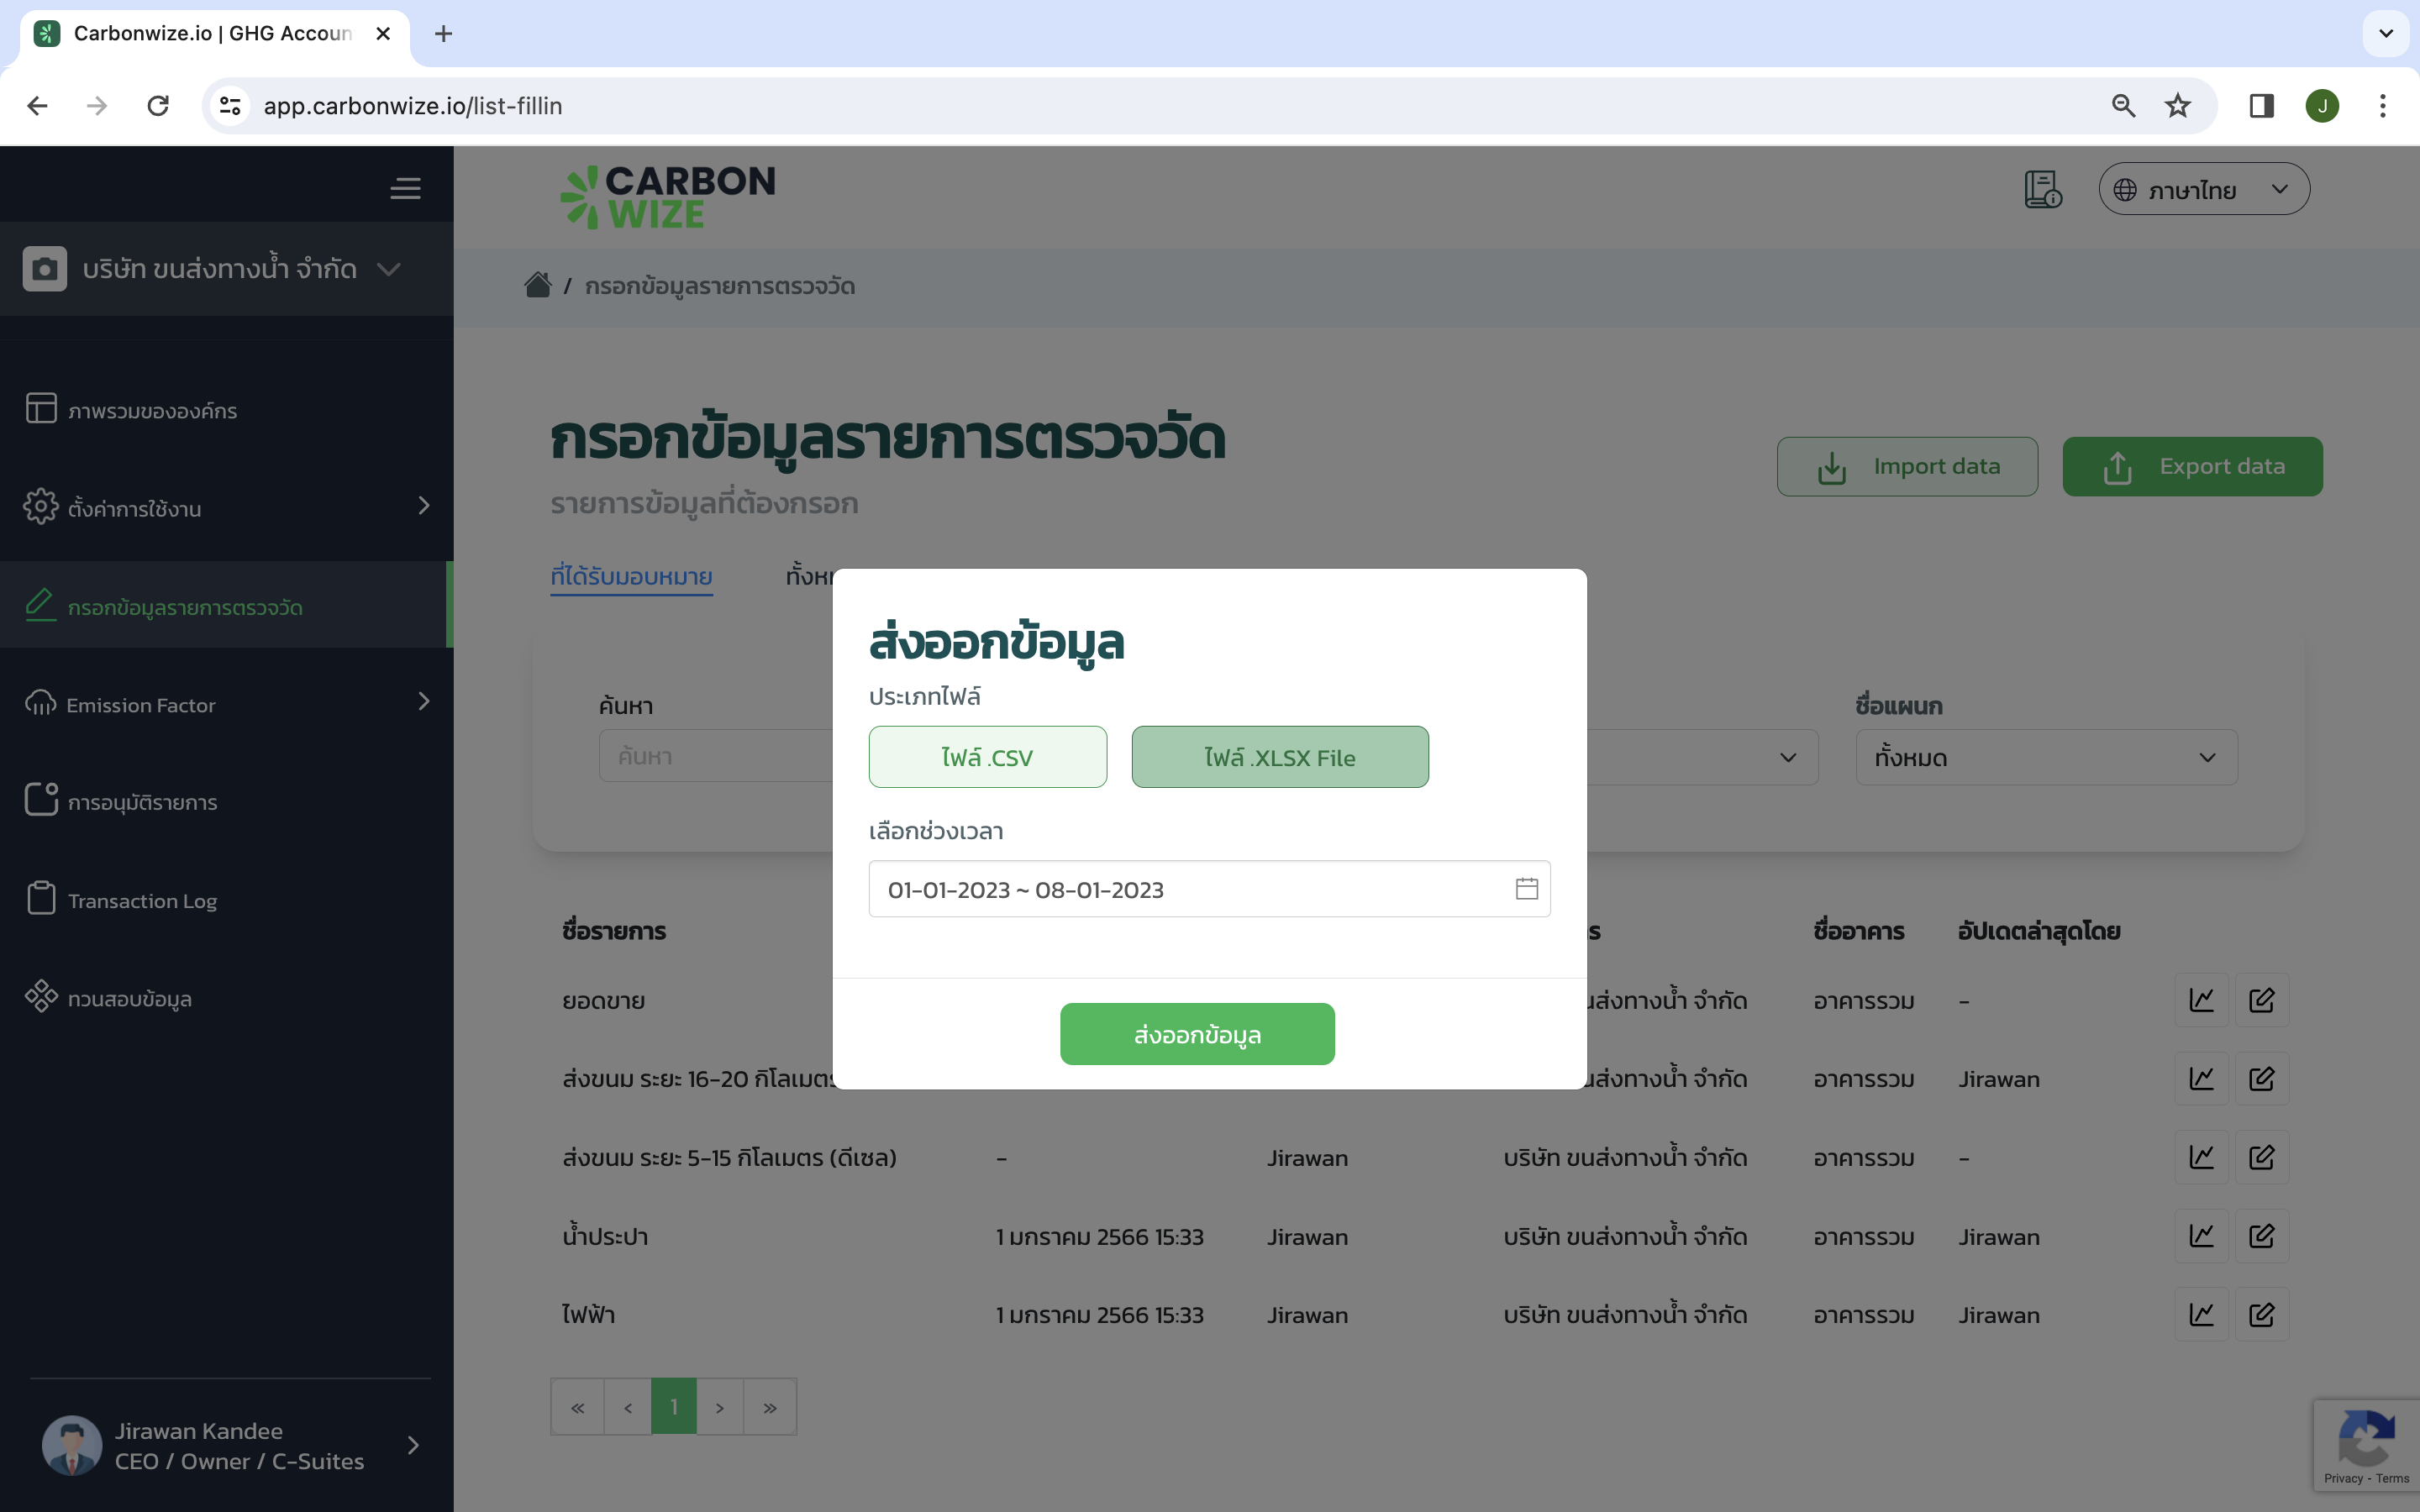 Carbonwize.io | GHG Accoun
app.carbonwize.io/list-fillin
J
CARBON
WIZE
ภาษาไทย
บริษัท ขนส่งทางน้ำ จำกัด
/ กรอกข้อมูลรายการตรวจวัด
ภาพรวมขององค์กร
ตั้งค่าการใช้งาน
กรอกข้อมูลรายการตรวจวัด
Emission Factor
การอนุมัติรายการ
Transaction Log
ทวนสอบข้อมูล
Jirawan Kandee
CEO / Owner / C-Suites
กรอกข้อมูลรายการตรวจวัด
รายการข้อมูลที่ต้องกรอก
Import data
Export data
ที่ได้รับมอบหมาย
ค้นหา
ค้นหา
ชื่อแผนก
ทั้งหมด
ส่งออกข้อมูล
ประเภทไฟล์
ไฟล์ .CSV
ไฟล์ .XLSX File
เลือกช่วงเวลา
01-01-2023 ~ 08-01-2023
ส่งออกข้อมูล
ชื่อรายการ ชื่ออาคาร อัปเดตล่าสุดโดย
ยอดขาย นส่งทางน้ำ จำกัด อาคารรวม -
ส่งขนม ระยะ 16-20 กิโลเมตร นส่งทางน้ำ จำกัด อาคารรวม Jirawan
ส่งขนม ระยะ 5-15 กิโลเมตร (ดีเซล) - Jirawan บริษัท ขนส่งทางน้ำ จำกัด อาคารรวม -
น้ำประปา 1 มกราคม 2566 15:33 Jirawan บริษัท ขนส่งทางน้ำ จำกัด อาคารรวม Jirawan
ไฟฟ้า 1 มกราคม 2566 15:33 Jirawan บริษัท ขนส่งทางน้ำ จำกัด อาคารรวม Jirawan
« < 1 > »
Privacy - Terms